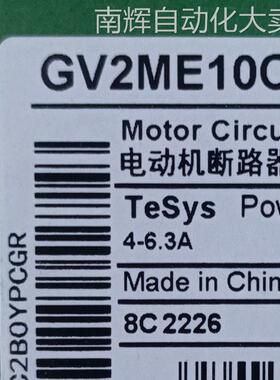 南辉自动化大卖
GV2ME10C
Motor Circu
电动机断路器
TeSys Pow
4-6.3A
Made in Chin
8C 2226
C2B0YPCGR